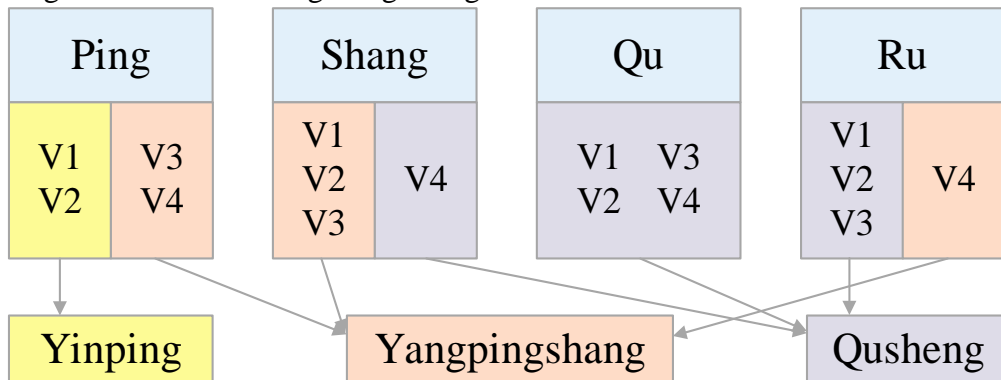 Ping
V1
V2
V3
V4
Shang
V1
V2
V3
V4
Qu
V1 V3
V2 V4
Ru
V1
V2
V3
V4
Yinping
Yangpingshang
Qusheng